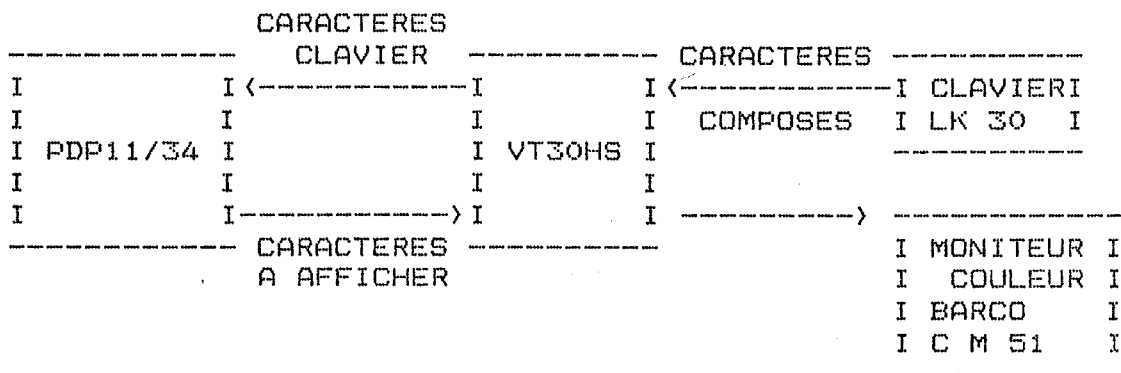 CARACTERES
CLAVIER
CARACTERES
CLAVIER
COMPOSES
LK 30
PDP11/34
VT30HS
CARACTERES
A AFFICHER
MONITEUR
COULEUR
BARCO
C M 51